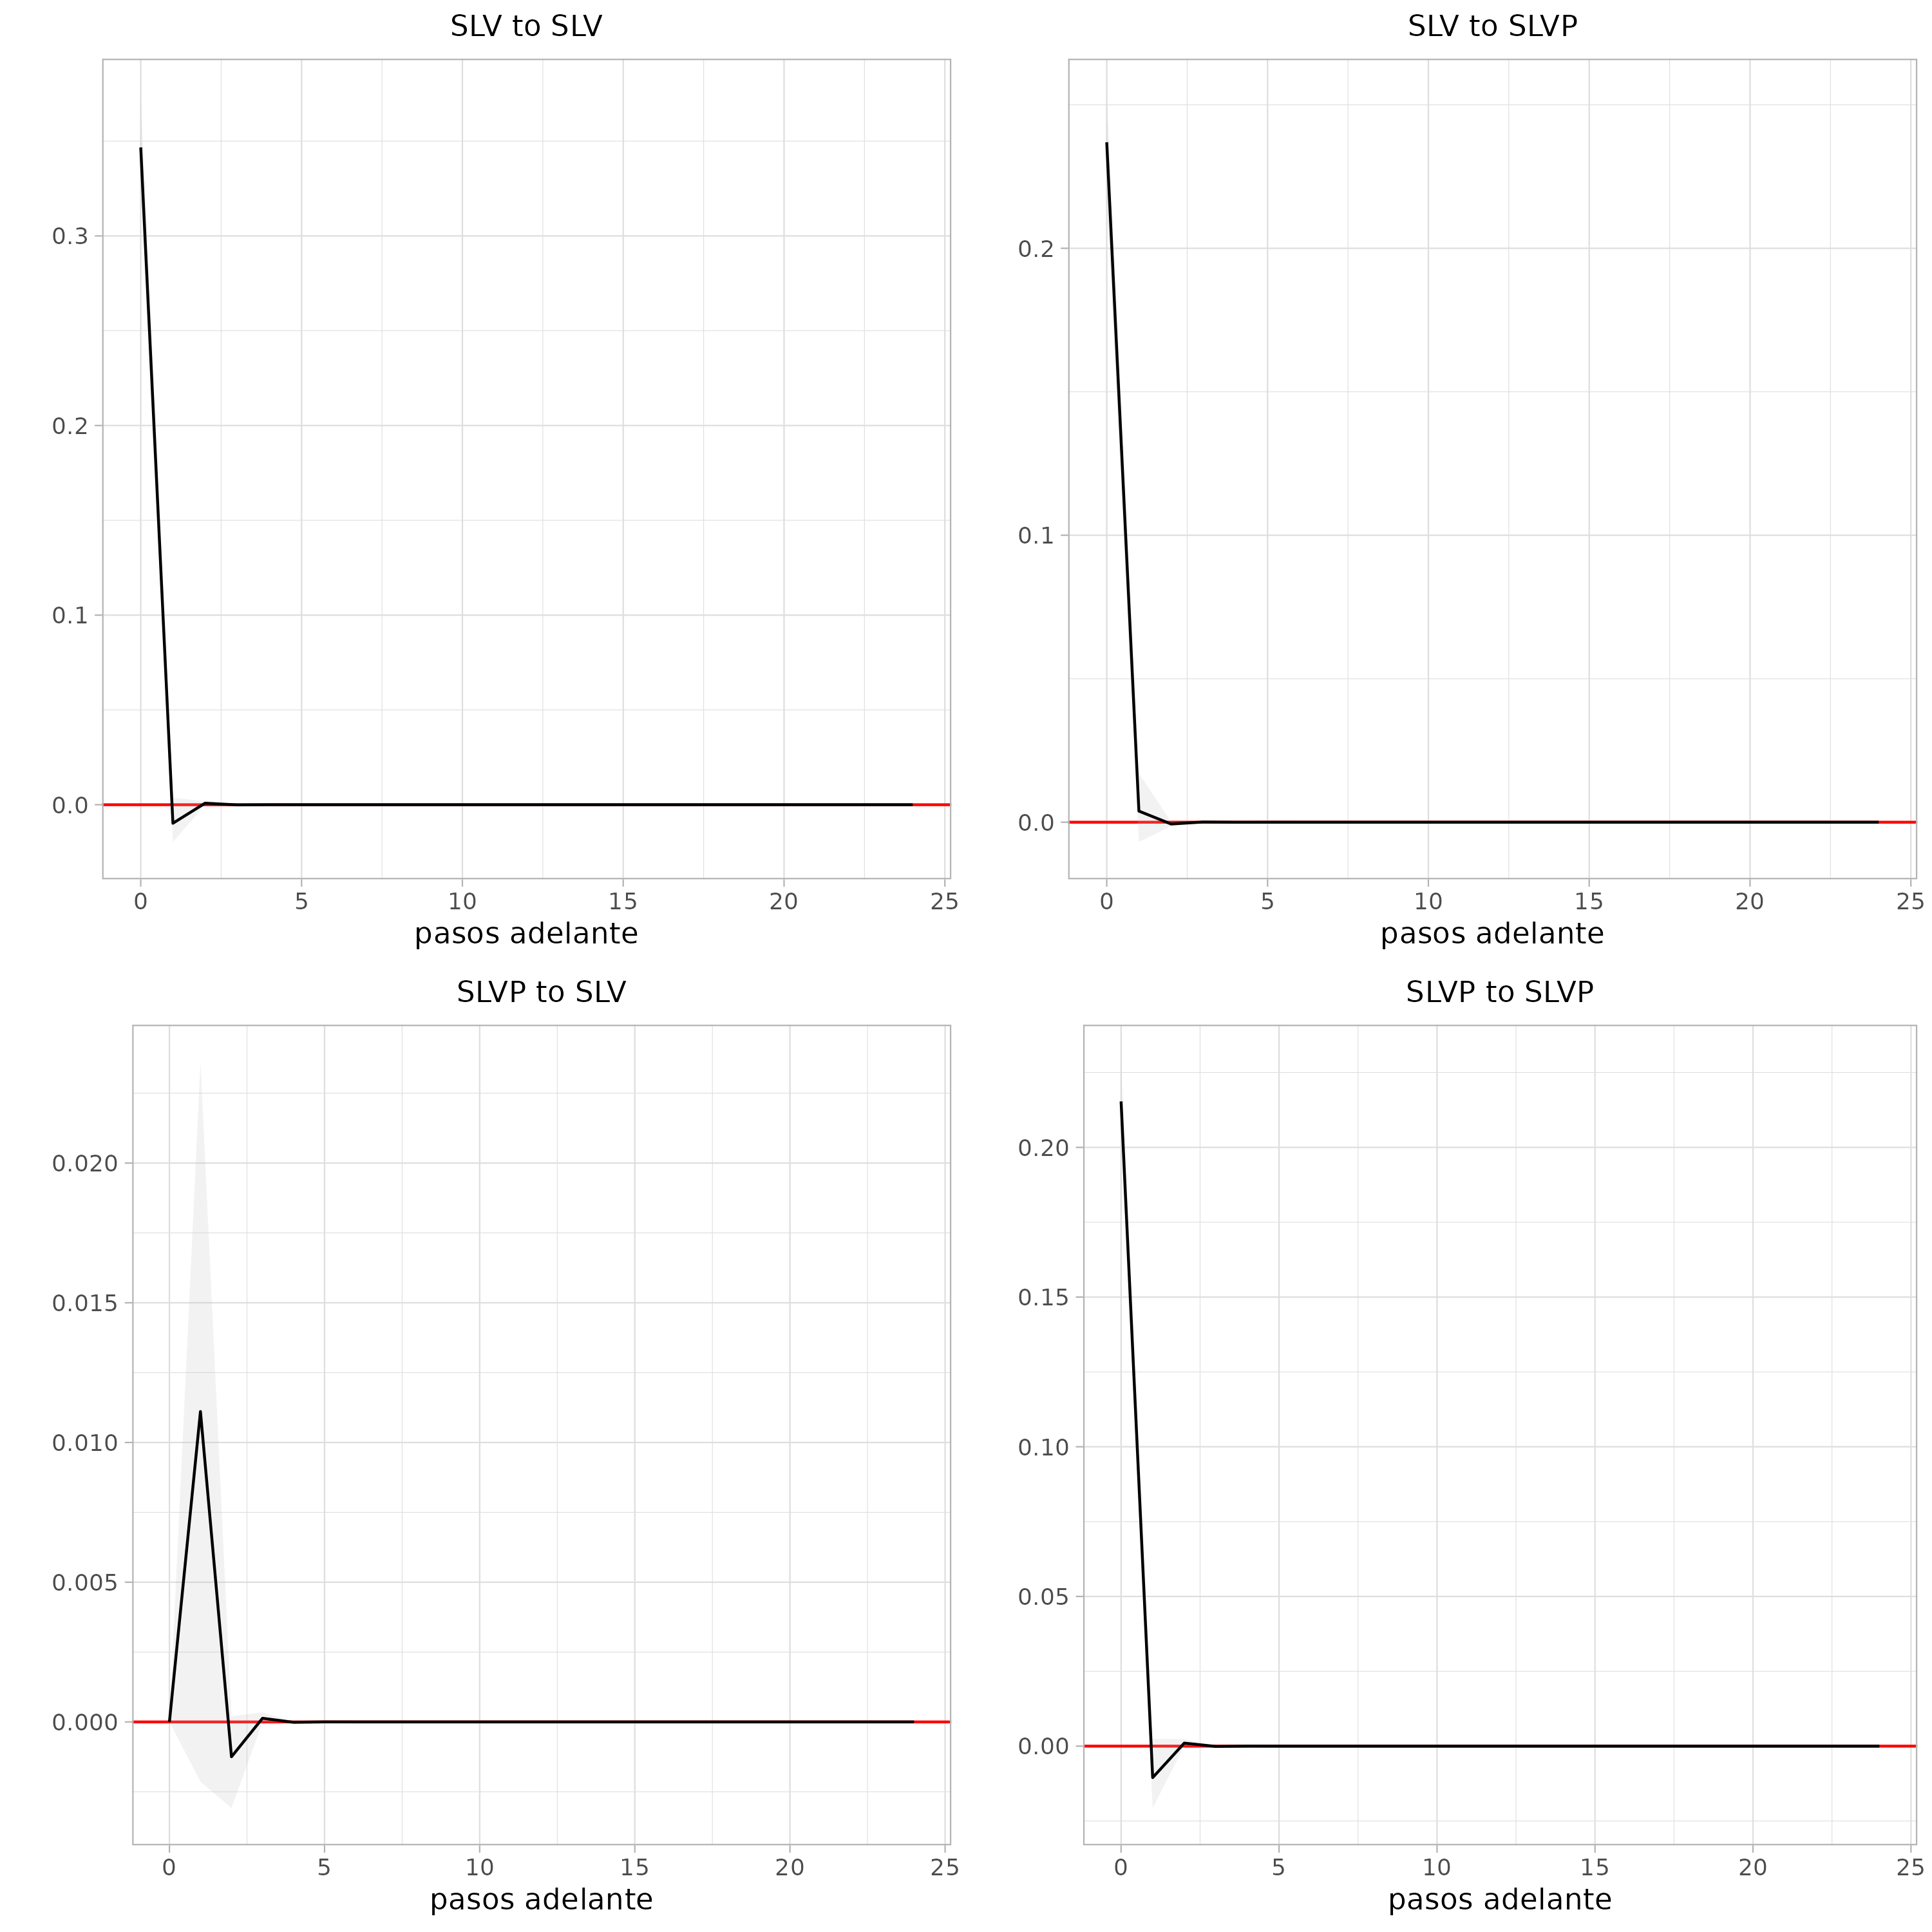 SLV to SLV
0.3
0.2
0.1
0.0
0 5 10 15 20 25
pasos adelante
SLV to SLVP
0.2
0.1
0.0
0 5 10 15 20 25
pasos adelante
SLVP to SLV
0.020
0.015
0.010
0.005
0.000
0 5 10 15 20 25
pasos adelante
SLVP to SLVP
0.20
0.15
0.10
0.05
0.00
0 5 10 15 20 25
pasos adelante